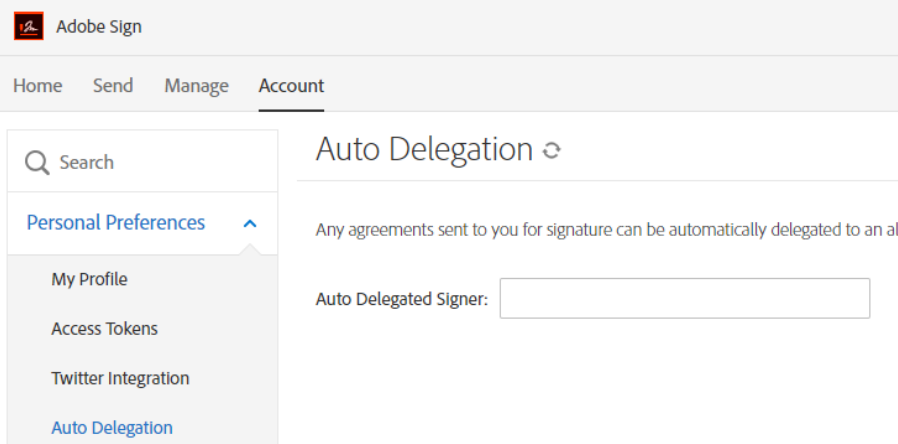 Adobe Sign
Home Send Manage Account
Search
Personal Preferences
My Profile
Access Tokens
Twitter Integration
Auto Delegation
Auto Delegation
Any agreements sent to you for signature can be automatically delegated to an
Auto Delegated Signer: